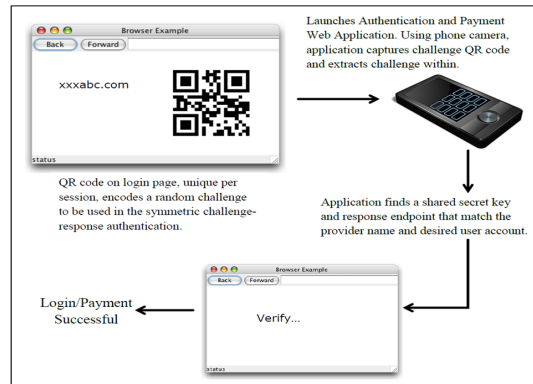 Browser Example
Back Forward
xxxabc.com
status
QR code on login page, unique per
session, encodes a random challenge
to be used in the symmetric challenge-
response authentication.
Launches Authentication and Payment
Web Application. Using phone camera,
application captures challenge QR code
and extracts challenge within.
Application finds a shared secret key
and response endpoint that match the
provider name and desired user account.
Browser Example
Back Forward
Verify...
status
Login/Payment
Successful